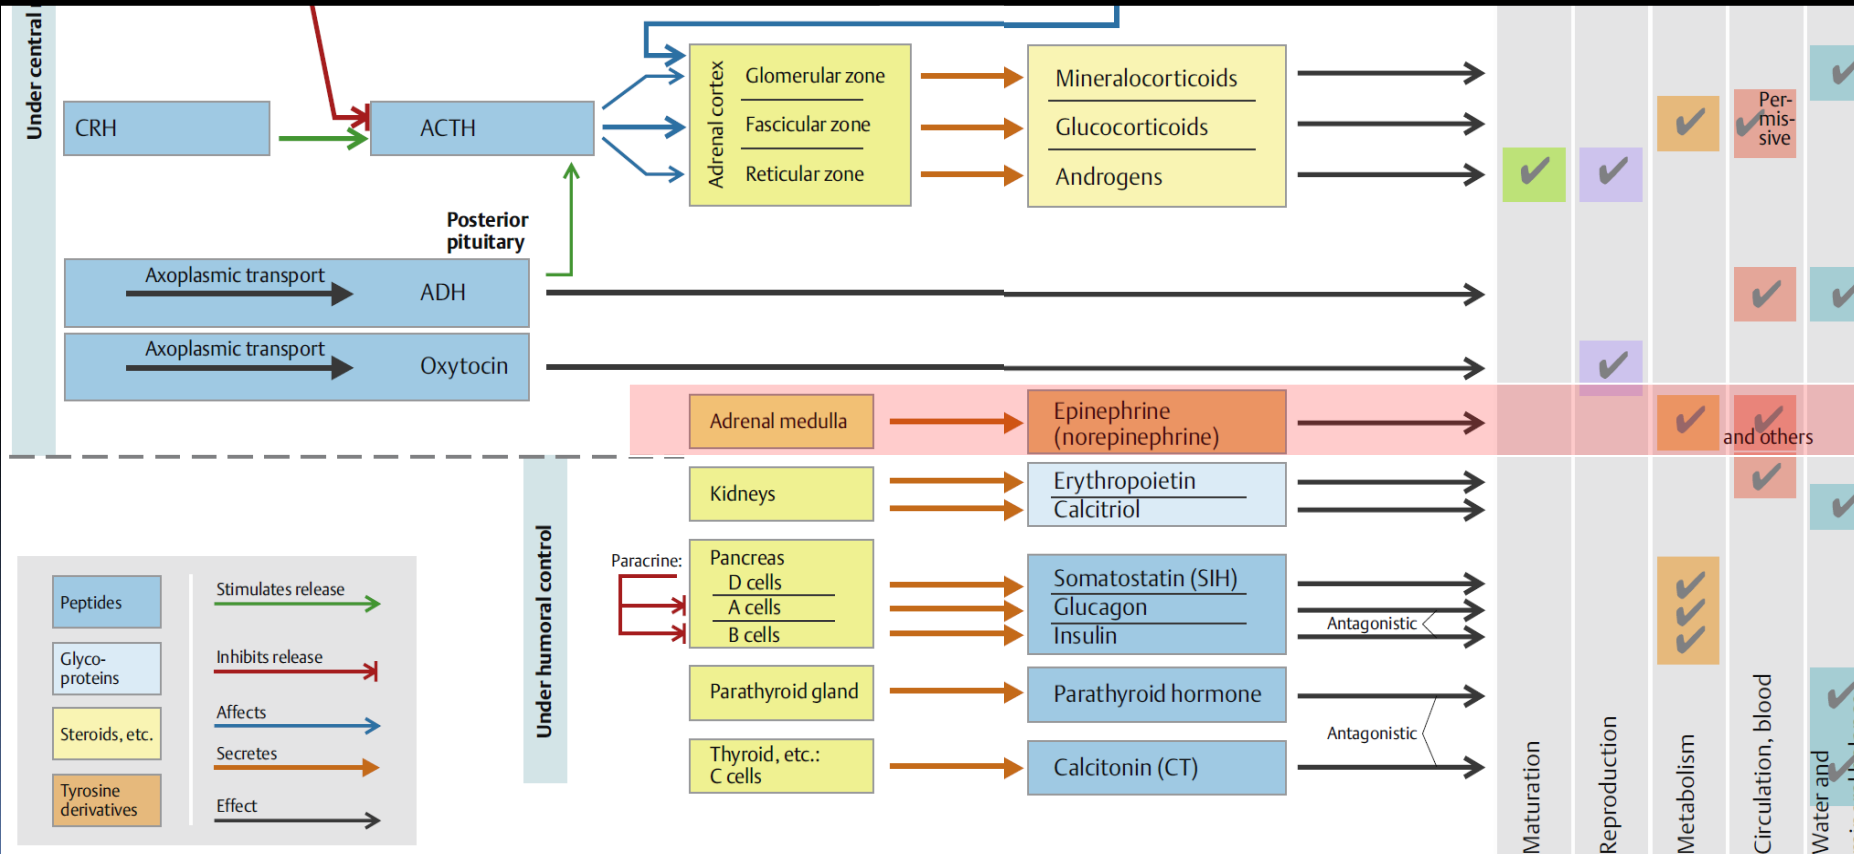 Under central
CRH
ACTH
Adrenal cortex
Glomerular zone
Fascicular zone
Reticular zone
Mineralocorticoids
Glucocorticoids
Androgens
Per-
mis-
sive
Posterior
pituitary
Axoplasmic transport
ADH
Axoplasmic transport
Oxytocin
Adrenal medulla
Epinephrine
(norepinephrine)
and others
Under humoral control
Kidneys
Erythropoietin
Calcitriol
Paracrine:
Pancreas
D cells
A cells
B cells
Somatostatin (SIH)
Glucagon
Insulin
Antagonistic
Parathyroid gland
Parathyroid hormone
Antagonistic
Thyroid, etc.:
C cells
Calcitonin (CT)
Peptides
Glyco-
proteins
Steroids, etc.
Tyrosine
derivatives
Stimulates release
Inhibits release
Affects
Secretes
Effect
Maturation
Reproduction
Metabolism
Circulation, blood
Water and